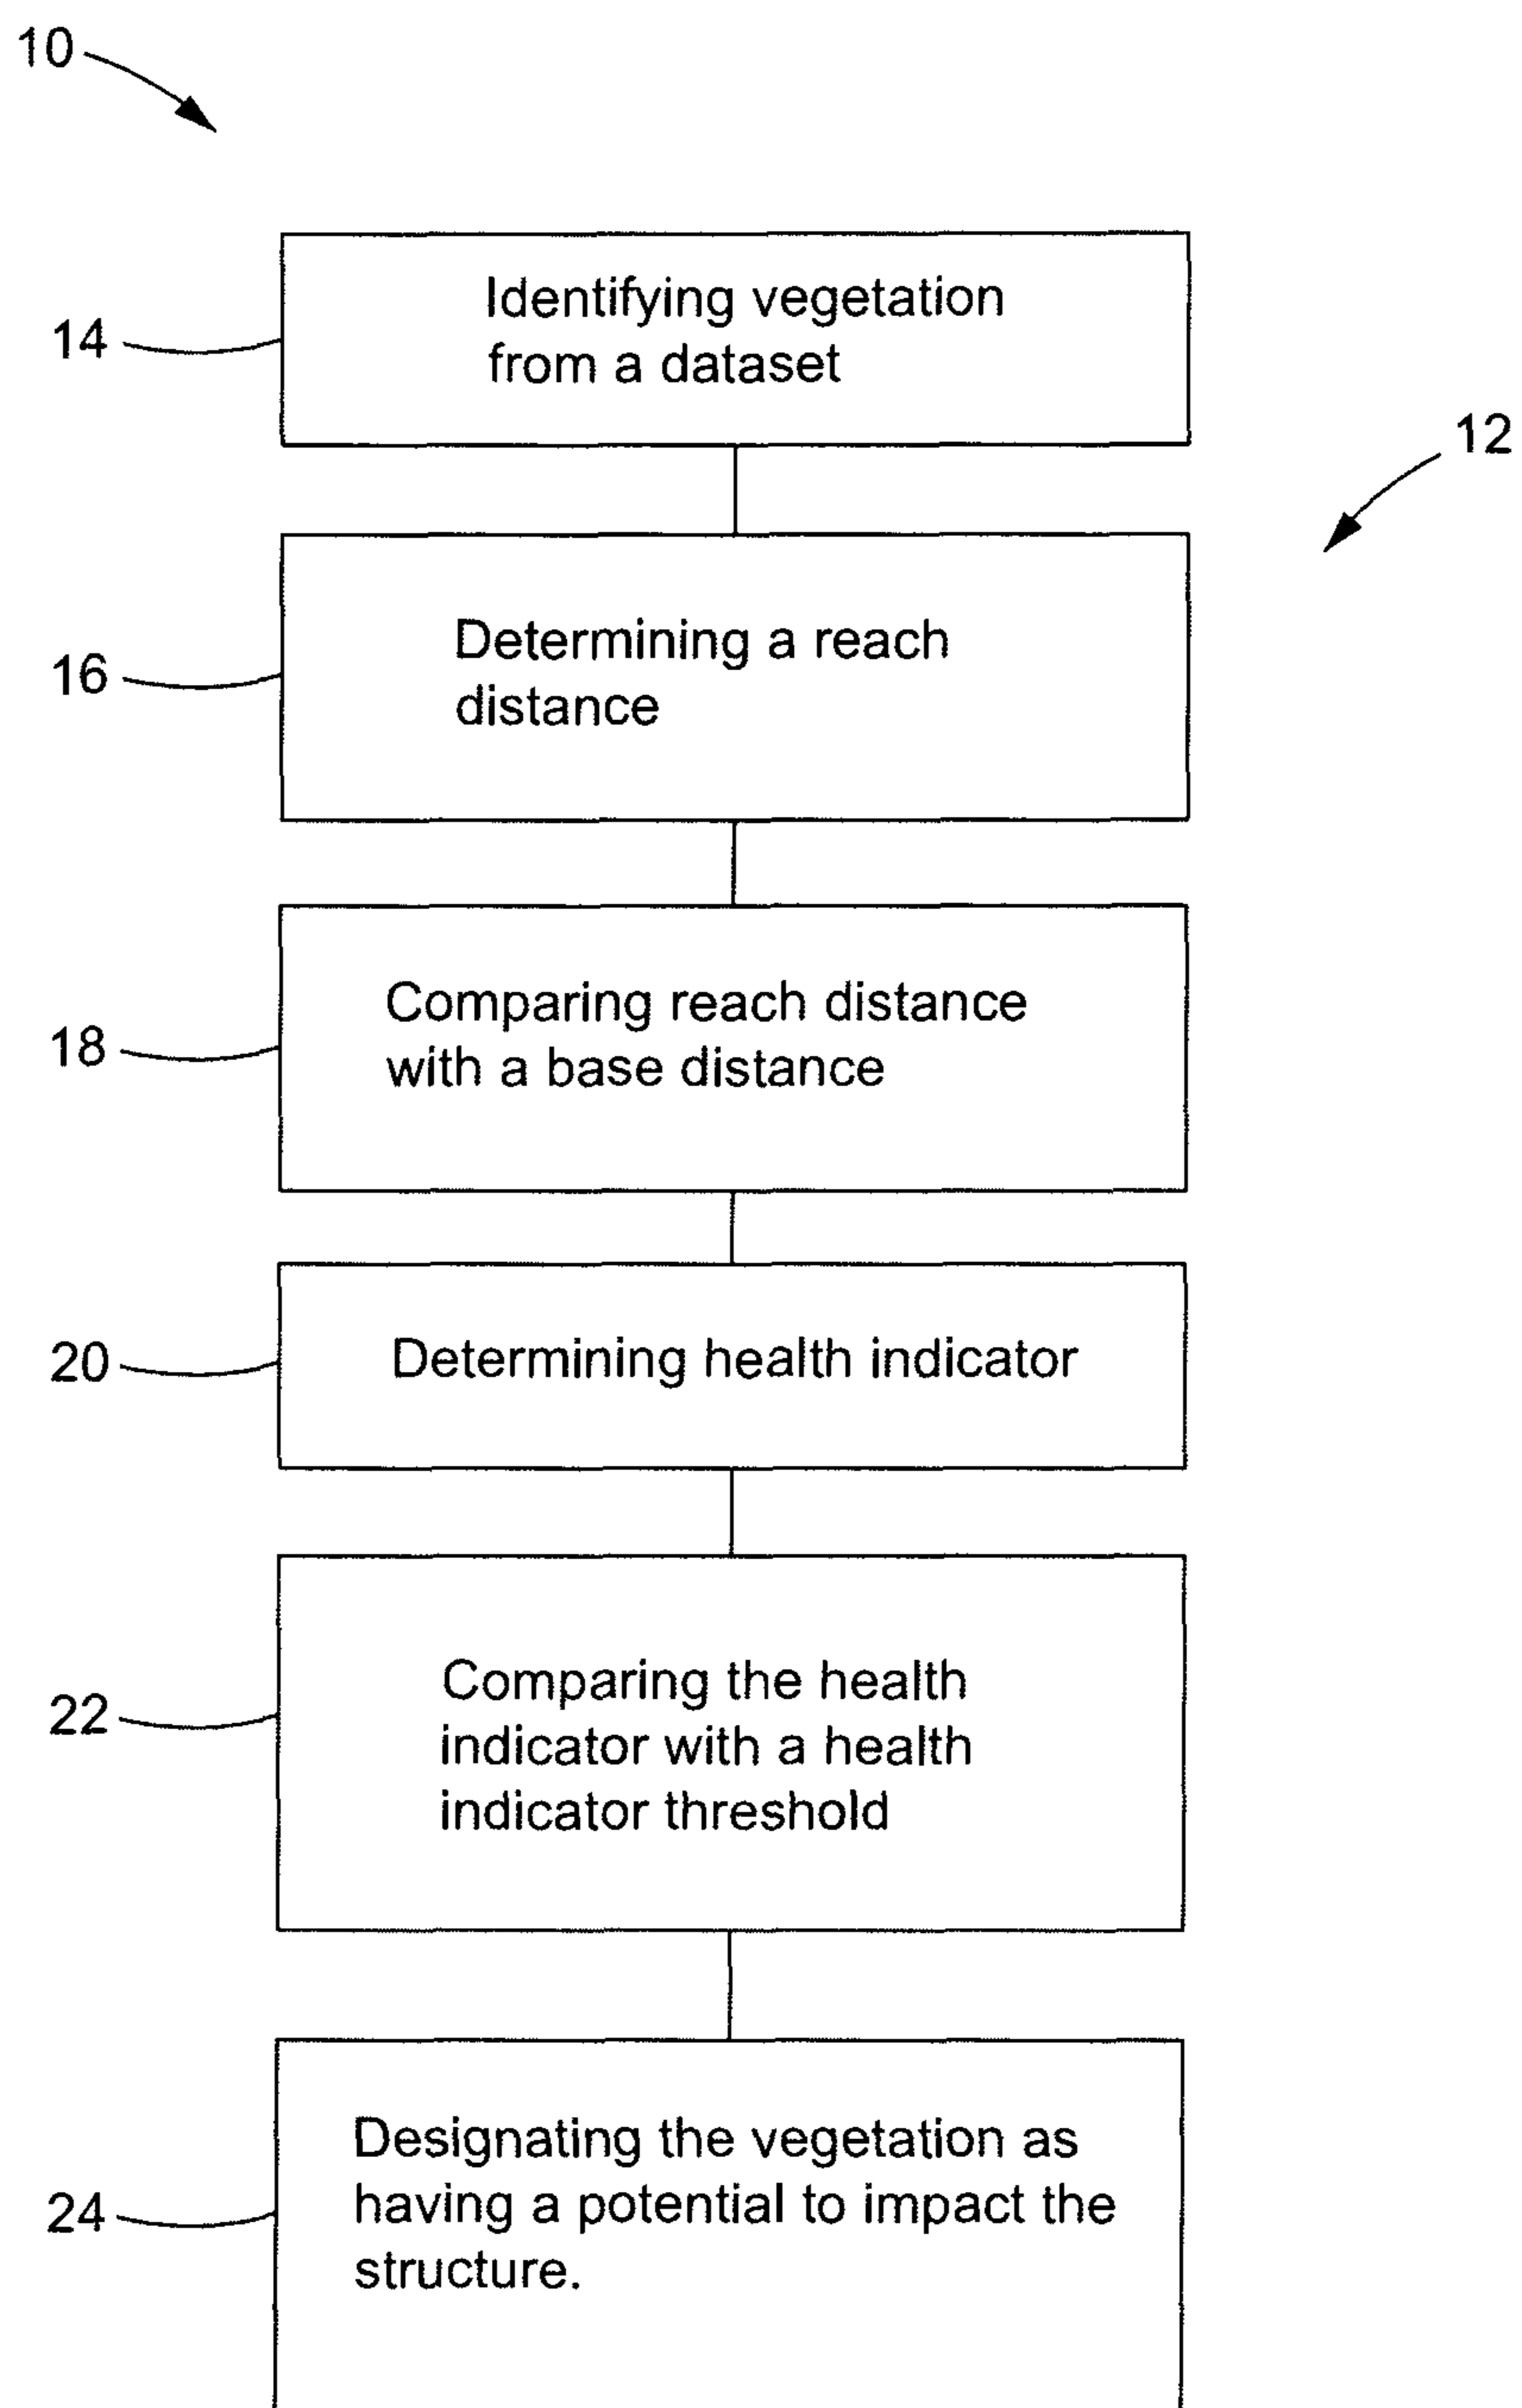 10
Identifying vegetation
from a dataset
14
12
Determining a reach
distance
16
Comparing reach distance
with a base distance
18
Determining health indicator
20
Comparing the health
indicator with a health
indicator threshold
22
Designating the vegetation as
having a potential to impact the
structure.
24